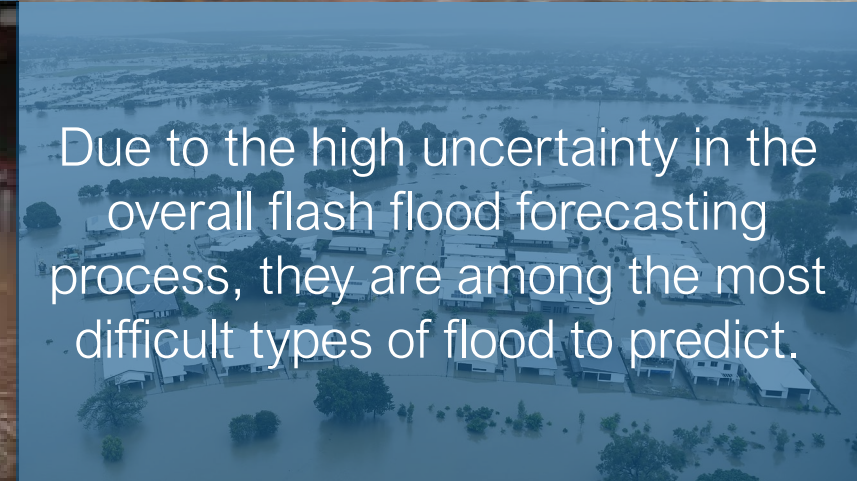 Due to the high uncertainty in the
overall flash flood forecasting
process, they are among the most
difficult types of flood to predict.